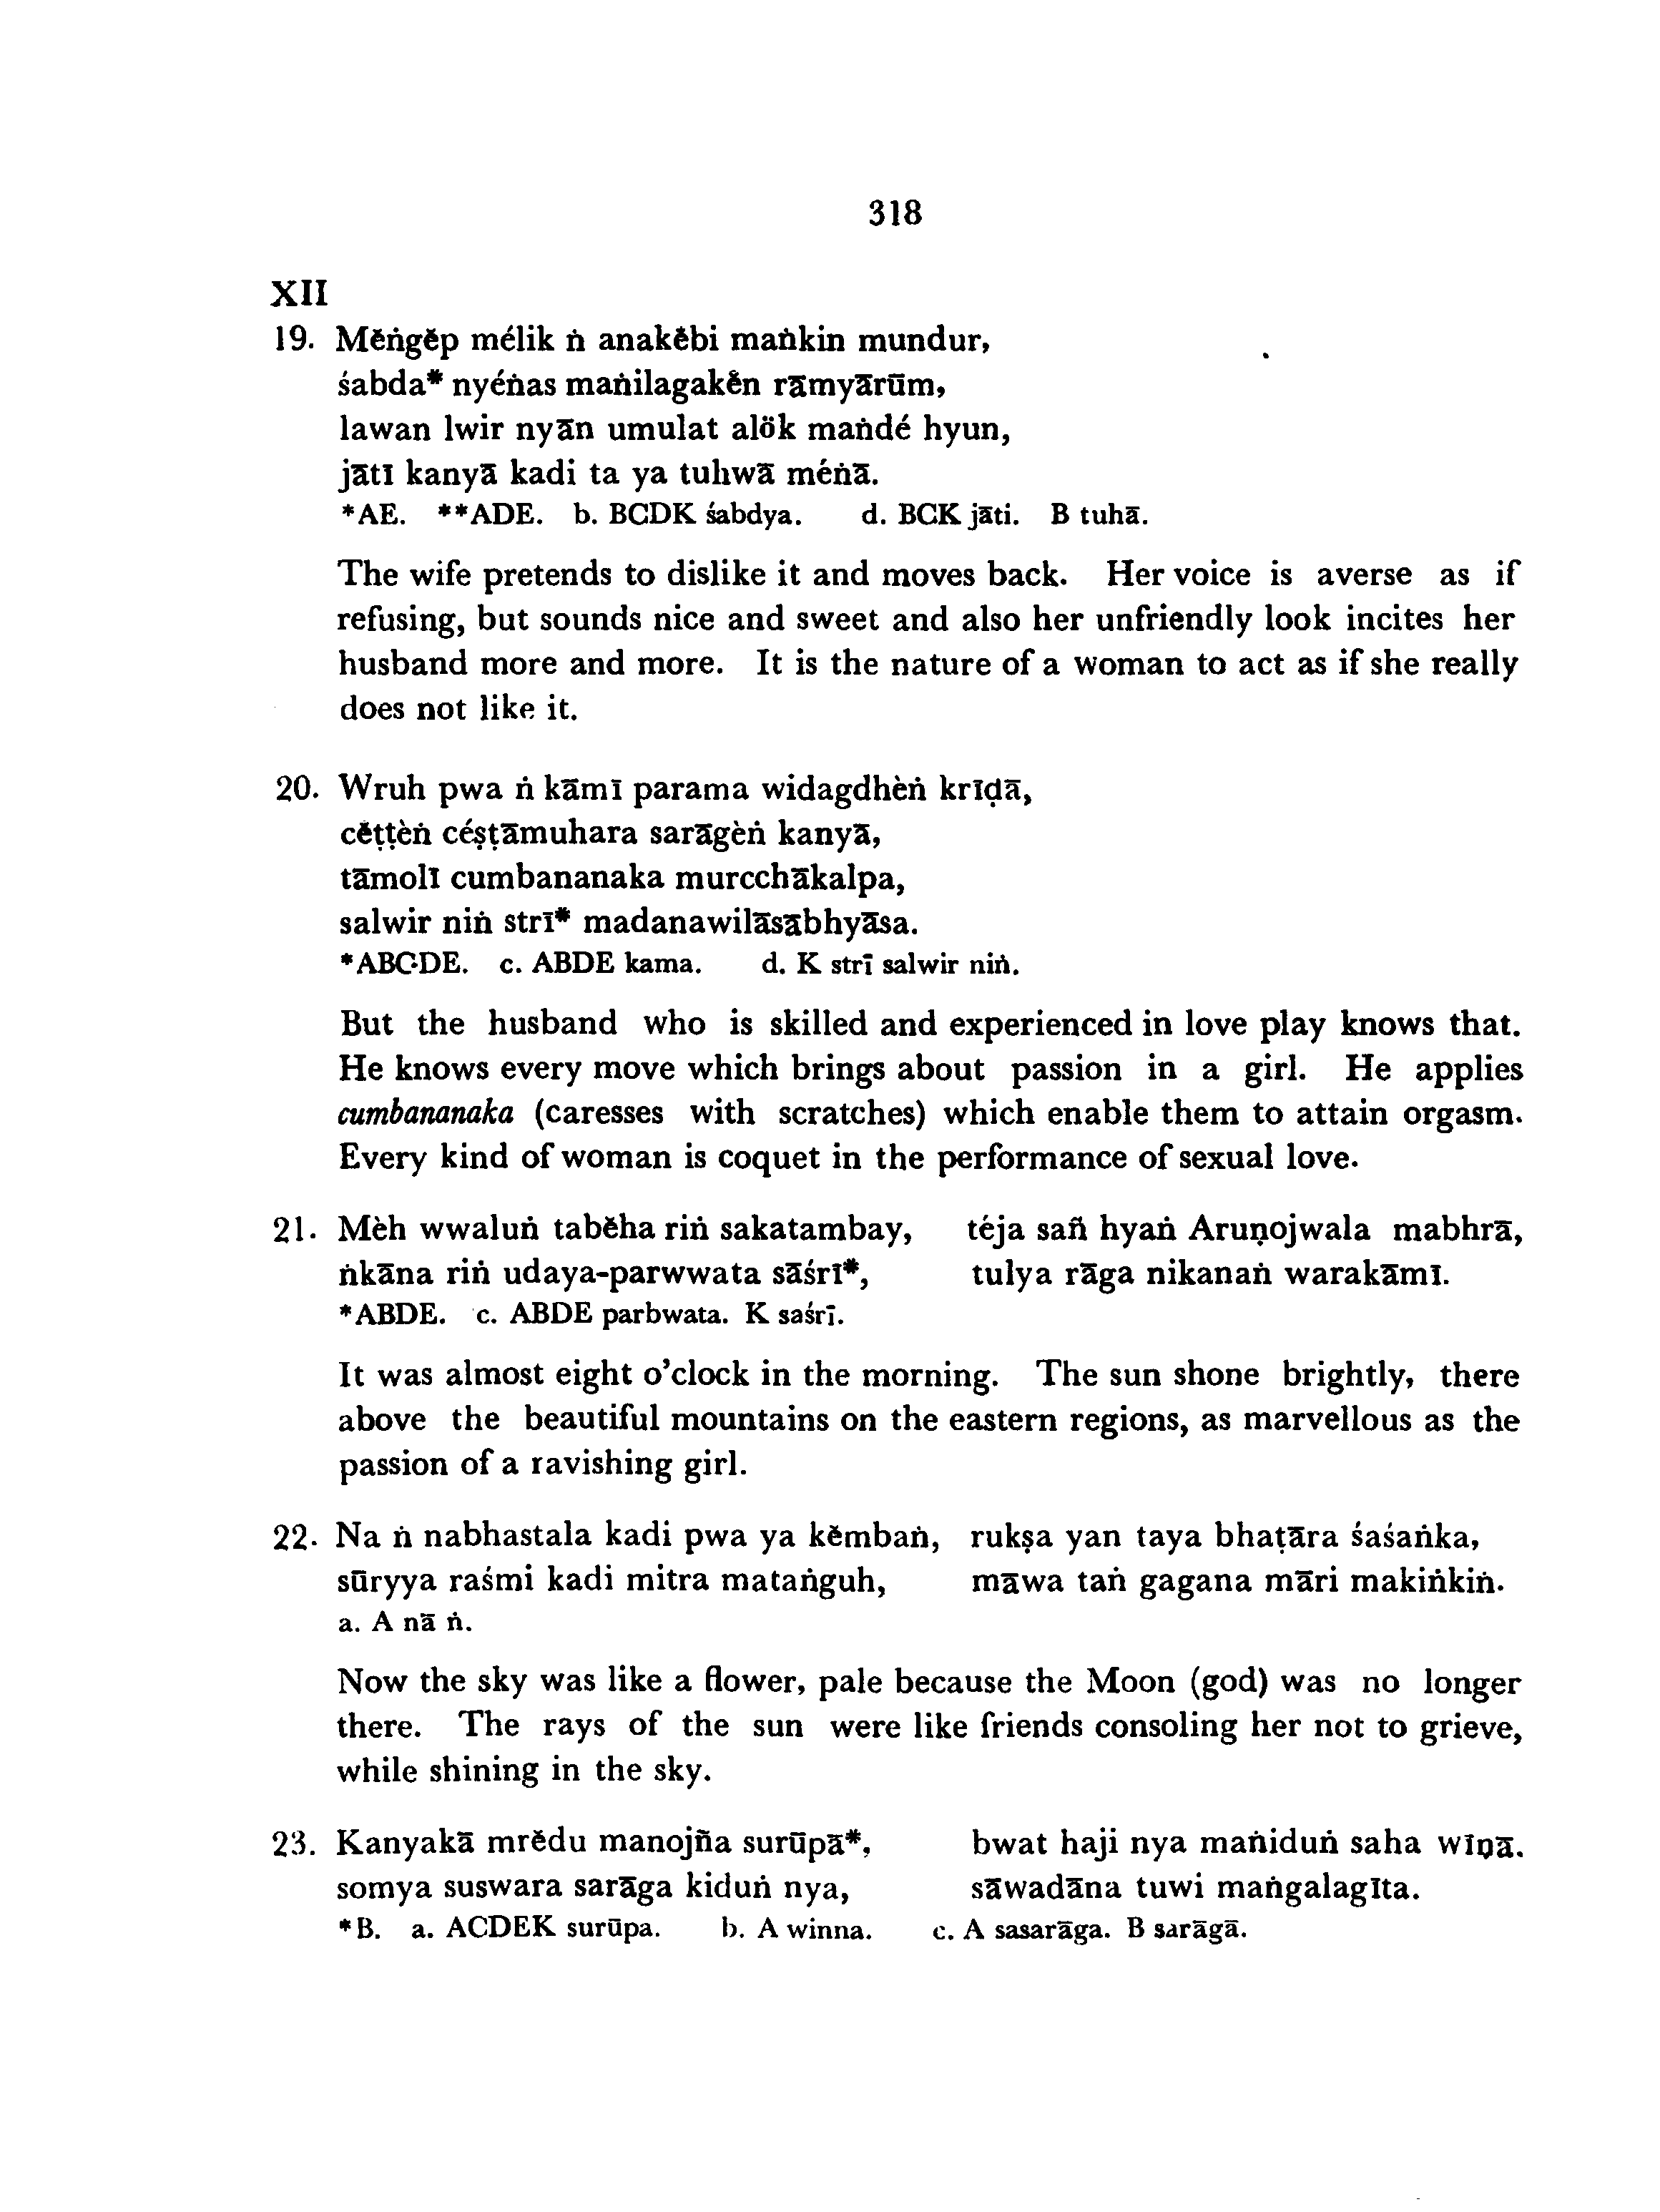 318
XII
19. Měṅgěp mélik ṅ anakěbi maṅkin mundur,
śabda* nyéṅas maṅilagakěn rāmyārūm,
lawan lwir nyān umulat alök maṅdé hyun,
jātī kanyā kadi ta ya tuhwā méṅā.
*AE. **ADE. b. BCDK śabdya. d. BCK jāti. B tuhā.
The wife pretends to dislike it and moves back. Her voice is averse as if
refusing, but sounds nice and sweet and also her unfriendly look incites her
husband more and more. It is the nature of a woman to act as if she really
does not like it.
20. Wruh pwa ṅ kāmī parama widagdhèṅ krīḍā,
cěṭṭèṅ céṣṭāmuhara sarāgèṅ kanyā,
tāmolī cumbananaka murcchākalpa,
salwir niṅ strī* madanawilāsābhyāsa.
*ABCDE. c. ABDE kama. d. K strī salwir niṅ.
But the husband who is skilled and experienced in love play knows that.
He knows every move which brings about passion in a girl. He applies
cumbananaka (caresses with scratches) which enable them to attain orgasm.
Every kind of woman is coquet in the performance of sexual love.
21. Mèh wwaluṅ taběha riṅ sakatambay, téja sañ hyaṅ Aruṇojwala mabhrā,
ṅkāna riṅ udaya-parwwata sāśrī*, tulya rāga nikanaṅ warakāmī.
*ABDE. c. ABDE parbwata. K saśrī.
It was almost eight o'clock in the morning. The sun shone brightly, there
above the beautiful mountains on the eastern regions, as marvellous as the
passion of a ravishing girl.
22. Na ṅ nabhastala kadi pwa ya kěmbaṅ, rukṣa yan taya bhaṭāra śaśaṅka,
sūryya raśmi kadi mitra mataṅguh, māwa taṅ gagana māri makiṅkiṅ.
a. A nā ṅ.
Now the sky was like a flower, pale because the Moon (god) was no longer
there. The rays of the sun were like friends consoling her not to grieve,
while shining in the sky.
23. Kanyakā mrědu manojña surūpā*, bwat haji nya maṅiduṅ saha wīṇā.
somya suswara sarāga kiduṅ nya, sāwadāna tuwi maṅgalagīta.
*B. a. ACDEK surūpa. b. A winna. c. A sasarāga. B sarāgā.